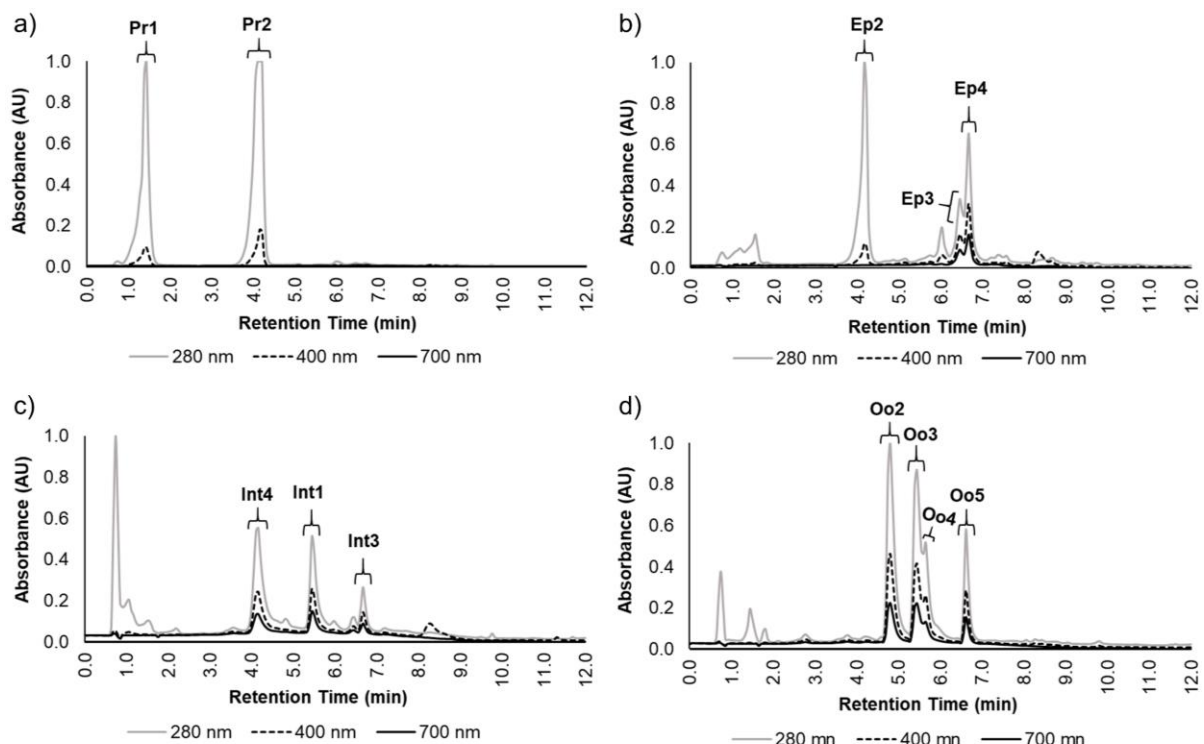 a)
Pr1 Pr2
Absorbance (AU)
1.0
0.8
0.6
0.4
0.2
0.0
0.0 1.0 2.0 3.0 4.0 5.0 6.0 7.0 8.0 9.0 10.0 11.0 12.0
Retention Time (min)
280 nm 400 nm 700 nm
b)
Ep2
Ep4
Ep3
Absorbance (AU)
1.0
0.8
0.6
0.4
0.2
0.0
0.0 1.0 2.0 3.0 4.0 5.0 6.0 7.0 8.0 9.0 10.0 11.0 12.0
Retention Time (min)
280 nm 400 nm 700 nm
c)
Int4 Int1
Int3
Absorbance (AU)
1.0
0.8
0.6
0.4
0.2
0.0
0.0 1.0 2.0 3.0 4.0 5.0 6.0 7.0 8.0 9.0 10.0 11.0 12.0
Retention Time (min)
280 nm 400 nm 700 nm
d)
Oo2
Oo3
Oo4
Oo5
Absorbance (AU)
1.0
0.8
0.6
0.4
0.2
0.0
0.0 1.0 2.0 3.0 4.0 5.0 6.0 7.0 8.0 9.0 10.0 11.0 12.0
Retention Time (min)
280 mn 400 mn 700 mn